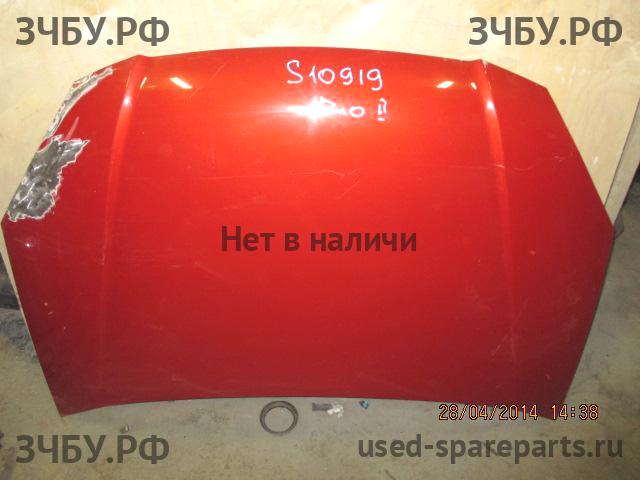 ЗЧБУ.РФ
ЗЧБУ.РФ
S10919
Нет в наличи
28/04/2014 14:38
ЗЧБУ.РФ
used-spareparts.ru